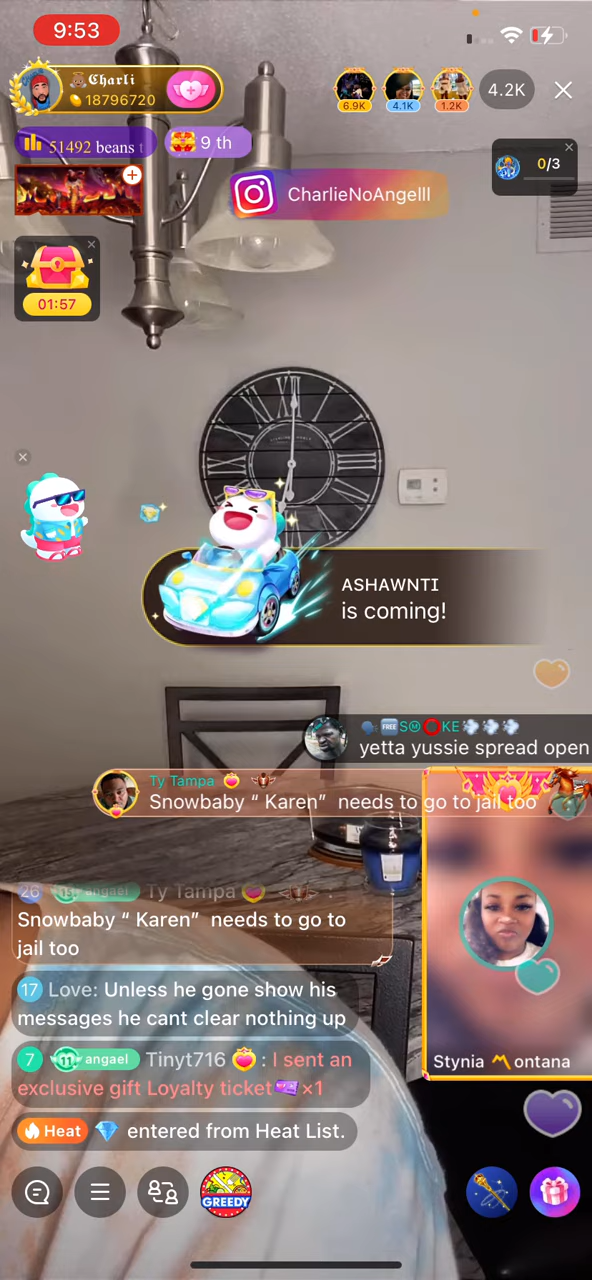 9:53
🧸𝕮𝖍𝖆𝖗𝖑𝖎
18796720
6.9K
4.1K
1.2K
4.2K
51492 beans t
9 th
0/3
CharlieNoAngelll
01:57
ASHAWNTI
is coming!
🗣️🆓SⓂ️⭕KE💨💨💨
yetta yussie spread open
Ty Tampa
Snowbaby “ Karen” needs to go to jail too
26 angael Ty Tampa :
Snowbaby “ Karen” needs to go to
jail too
17 Love: Unless he gone show his
messages he cant clear nothing up
7 11 angael Tinyt716 : I sent an
exclusive gift Loyalty ticket ×1
Heat 💎 entered from Heat List.
Stynia 〽️ontana
GREEDY